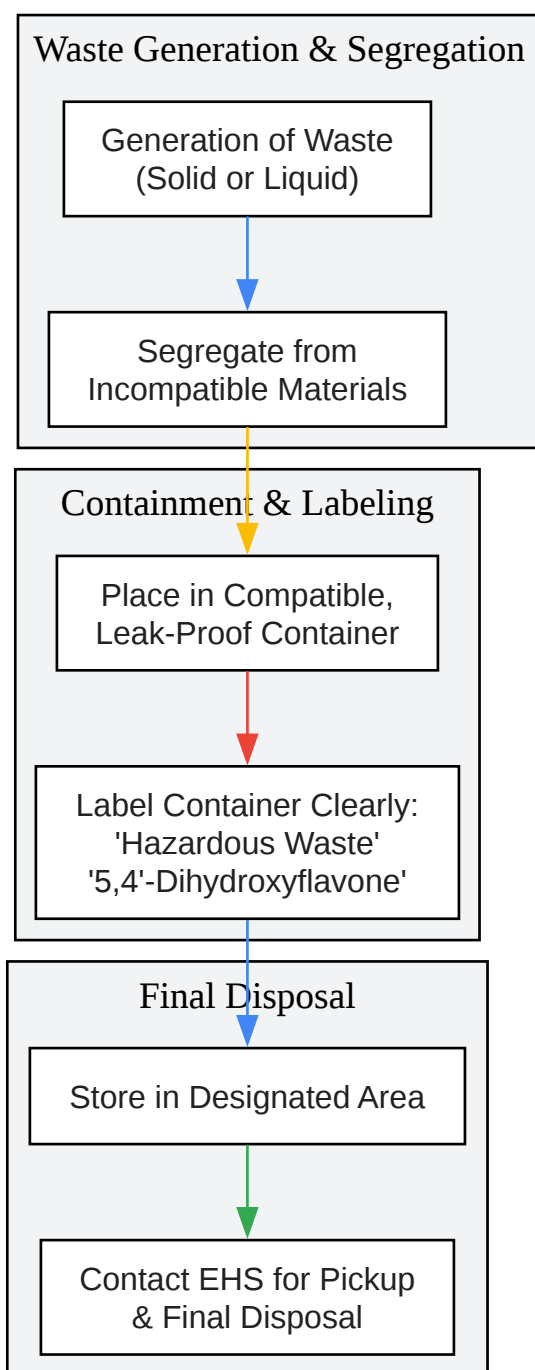 Waste Generation & Segregation
Generation of Waste
(Solid or Liquid)
Segregate from
Incompatible Materials
Containment & Labeling
Place in Compatible,
Leak-Proof Container
Label Container Clearly:
'Hazardous Waste'
'5,4'-Dihydroxyflavone'
Final Disposal
Store in Designated Area
Contact EHS for Pickup
& Final Disposal